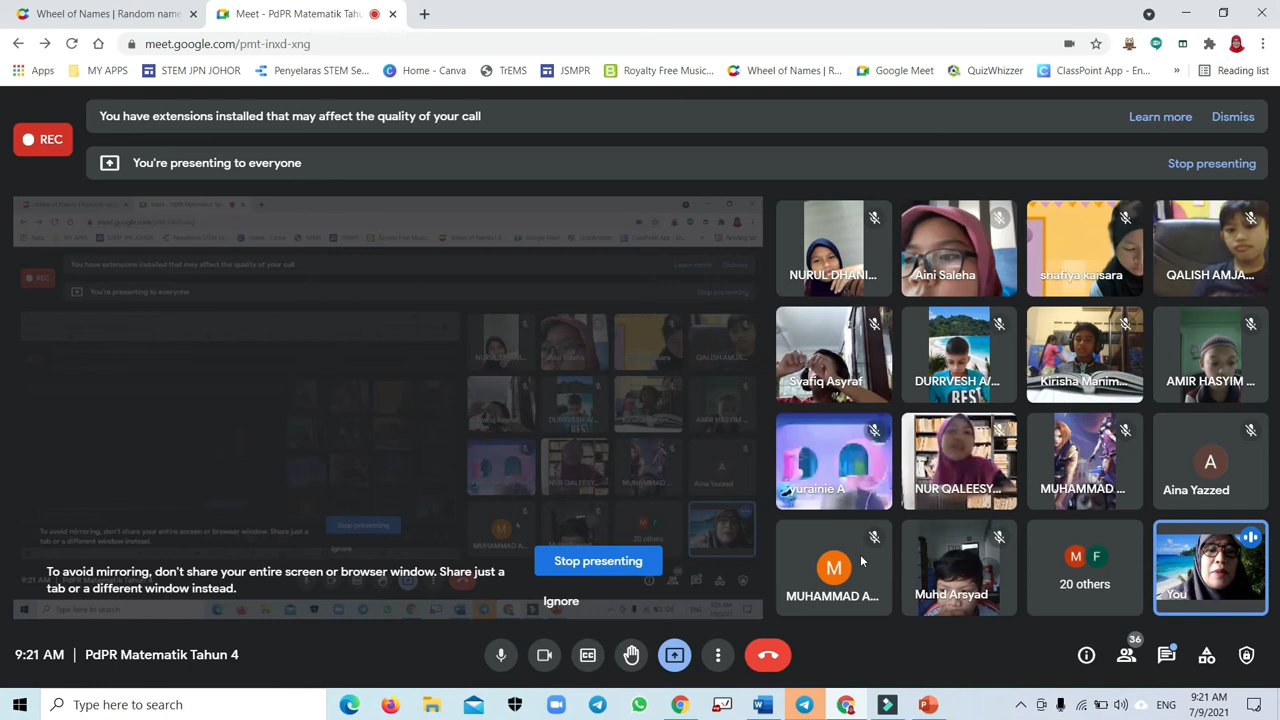 Wheel of Names | Random name
Meet - PdPR Matematik Tahu
meet.google.com/pmt-inxd-xng
Apps
MY APPS
STEM JPN JOHOR
Penyelaras STEM Se...
Home - Canva
TrEMS
JSMPR
Royalty Free Music...
Wheel of Names | R...
Google Meet
QuizWhizzer
ClassPoint App - En...
»
Reading list
REC
You have extensions installed that may affect the quality of your call
Learn more
Dismiss
You're presenting to everyone
Stop presenting
NURUL DHANI...
Aini Saleha
shafiya kaisara
QALISH AMJA...
Syafiq Asyraf
DURRVESH A/...
Kirisha Manim...
AMIR HASYIM ...
yurainie A
NUR QALEESY...
MUHAMMAD ...
A
Aina Yazzed
M
MUHAMMAD A...
Muhd Arsyad
M F
20 others
You
To avoid mirroring, don't share your entire screen or browser window. Share just a
tab or a different window instead.
Stop presenting
Ignore
9:21 AM | PdPR Matematik Tahun 4
36
Type here to search
ENG
9:21 AM
7/9/2021